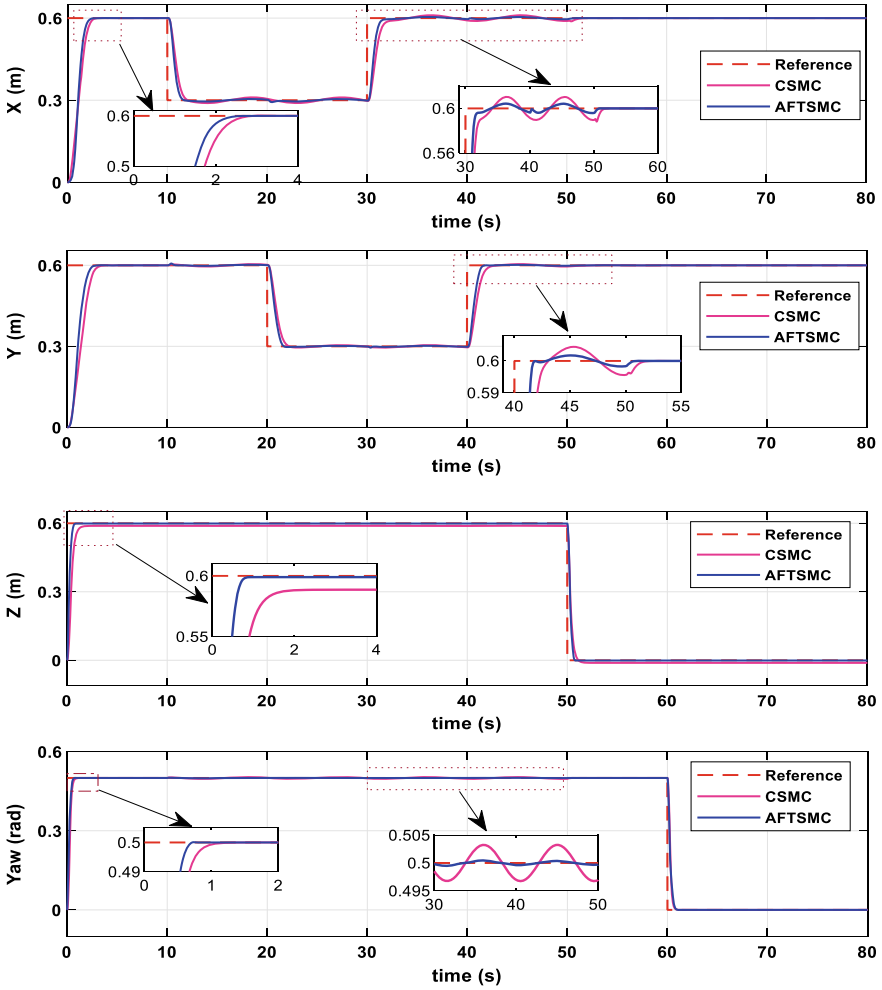 0.6
0.3
0
X (m)
0 10 20 30 40 50 60 70 80
time (s)
Reference
CSMC
AFTSMC
0.6
0.5
0 2 4
0.6
0.56
30 40 50 60
0.6
0.3
0
Y (m)
0 10 20 30 40 50 60 70 80
time (s)
Reference
CSMC
AFTSMC
0.6
0.59
40 45 50 55
0.6
0.3
0
Z (m)
0 10 20 30 40 50 60 70 80
time (s)
Reference
CSMC
AFTSMC
0.6
0.55
0 2 4
0.6
0.3
0
Yaw (rad)
0 10 20 30 40 50 60 70 80
time (s)
Reference
CSMC
AFTSMC
0.5
0.49
0 1 2
0.505
0.5
0.495
30 40 50